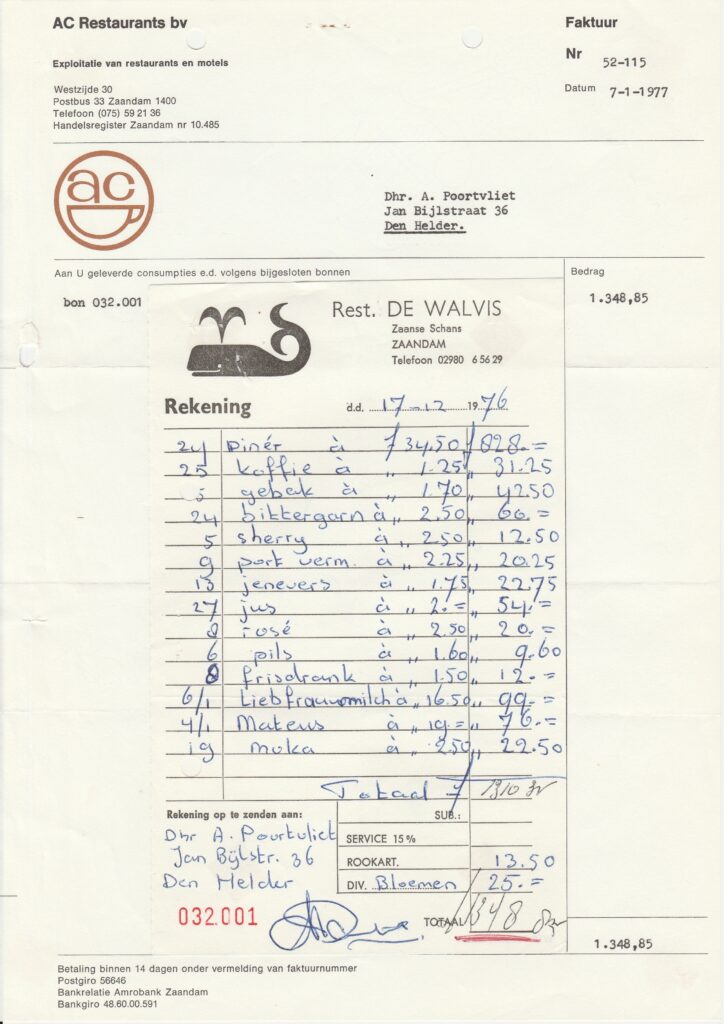 AC Restaurants bv
Exploitatie van restaurants en motels
Westzijde 30
Postbus 33 Zaandam 1400
Telefoon (075) 59 21 36
Handelsregister Zaandam nr 10.485
Faktuur
Nr 52-115
Datum 7-1-1977
ac
Dhr. A. Poortvliet
Jan Bijlstraat 36
Den Helder.
Aan U geleverde consumpties e.d. volgens bijgesloten bonnen
Bedrag
bon 032.001
1.348,85
Rest. DE WALVIS
Zaanse Schans
ZAANDAM
Telefoon 02980 6 56 29
Rekening d.d. 17-12 1976
24 Dinér à ƒ 34.50 ƒ 828.=
25 koffie à ,, 1.25 ,, 31.25
gebak à ,, 1.70 ,, 42.50
24 bittergarn à ,, 2.50 ,, 60.=
5 sherry à ,, 2.50 ,, 12.50
9 port verm. à ,, 2.25 ,, 20.25
13 jenevers à ,, 1.75 ,, 22.75
27 jus à ,, 2.= ,, 54.=
8 rosé à ,, 2.50 ,, 20.=
6 pils à ,, 1.60 ,, 9.60
8 frisdrank à ,, 1.50 ,, 12.=
6/1 Liebfrauwmilch à ,, 16.50 ,, 99.=
4/1 Mateus à ,, 19.= ,, 76.=
19 moka à ,, 2.50 ,, 22.50
Totaal ƒ 1310
Rekening op te zenden aan:
Dhr A. Poortvliet
Jan Bijlstr. 36
Den Helder
032.001
SUB.:
SERVICE 15%
ROOKART. 13.50
DIV. Bloemen 25.=
TOTAAL 1348
1.348,85
Betaling binnen 14 dagen onder vermelding van faktuurnummer
Postgiro 56646
Bankrelatie Amrobank Zaandam
Bankgiro 48.60.00.591